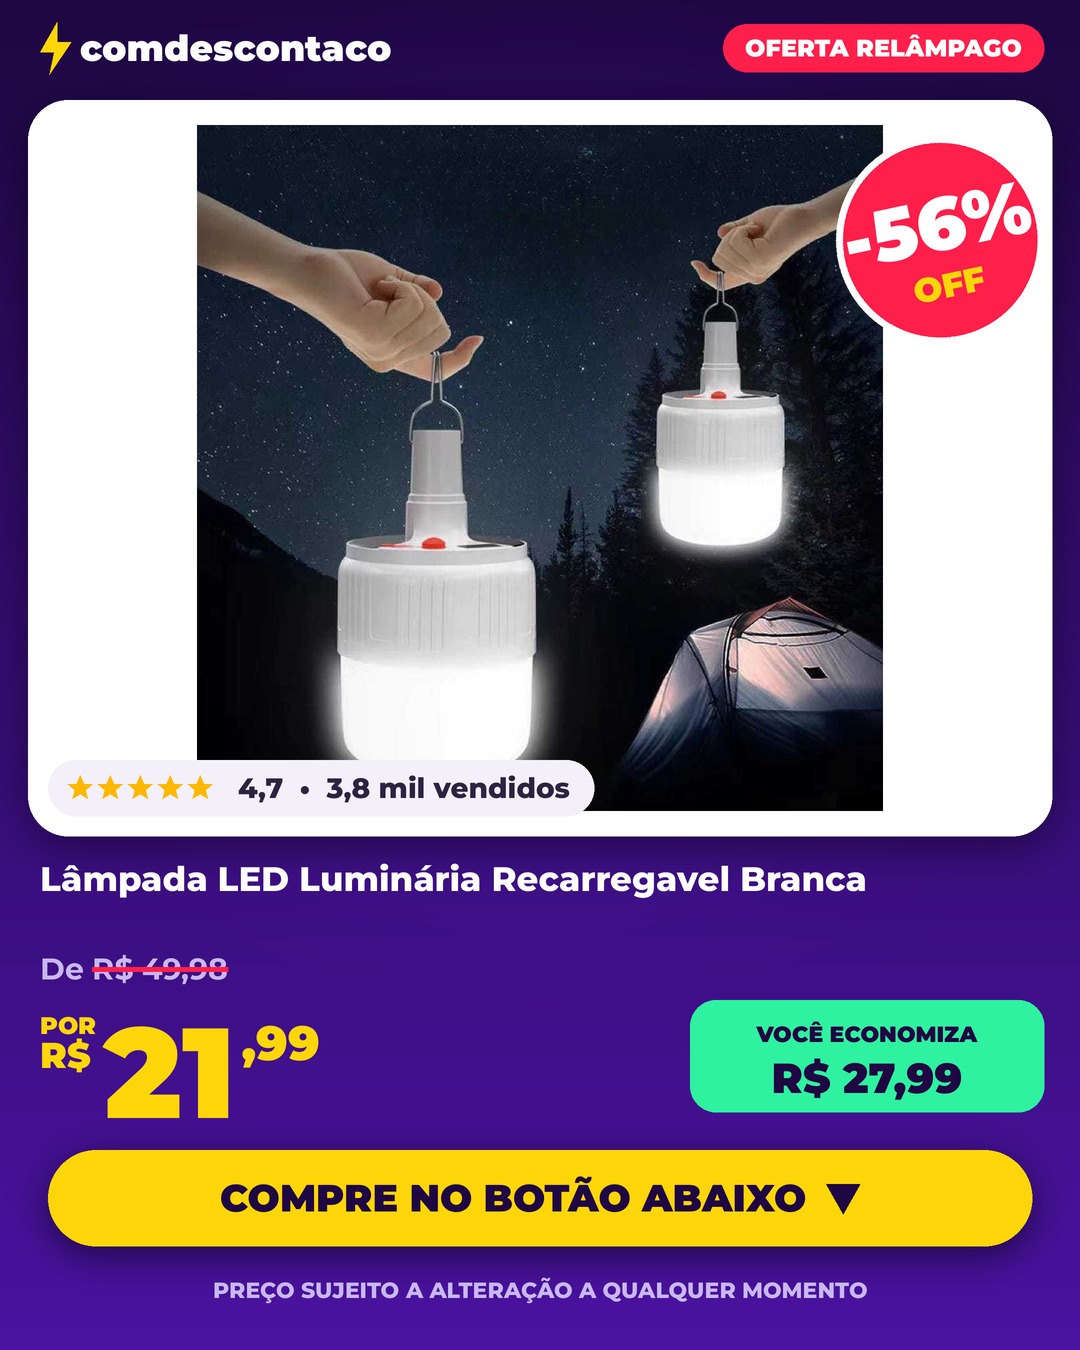 comdescontaco
OFERTA RELÂMPAGO
-56%
OFF
4,7 • 3,8 mil vendidos
Lâmpada LED Luminária Recarregavel Branca
De R$ 49,98
POR
R$ 21,99
VOCÊ ECONOMIZA
R$ 27,99
COMPRE NO BOTÃO ABAIXO ▼
PREÇO SUJEITO A ALTERAÇÃO A QUALQUER MOMENTO